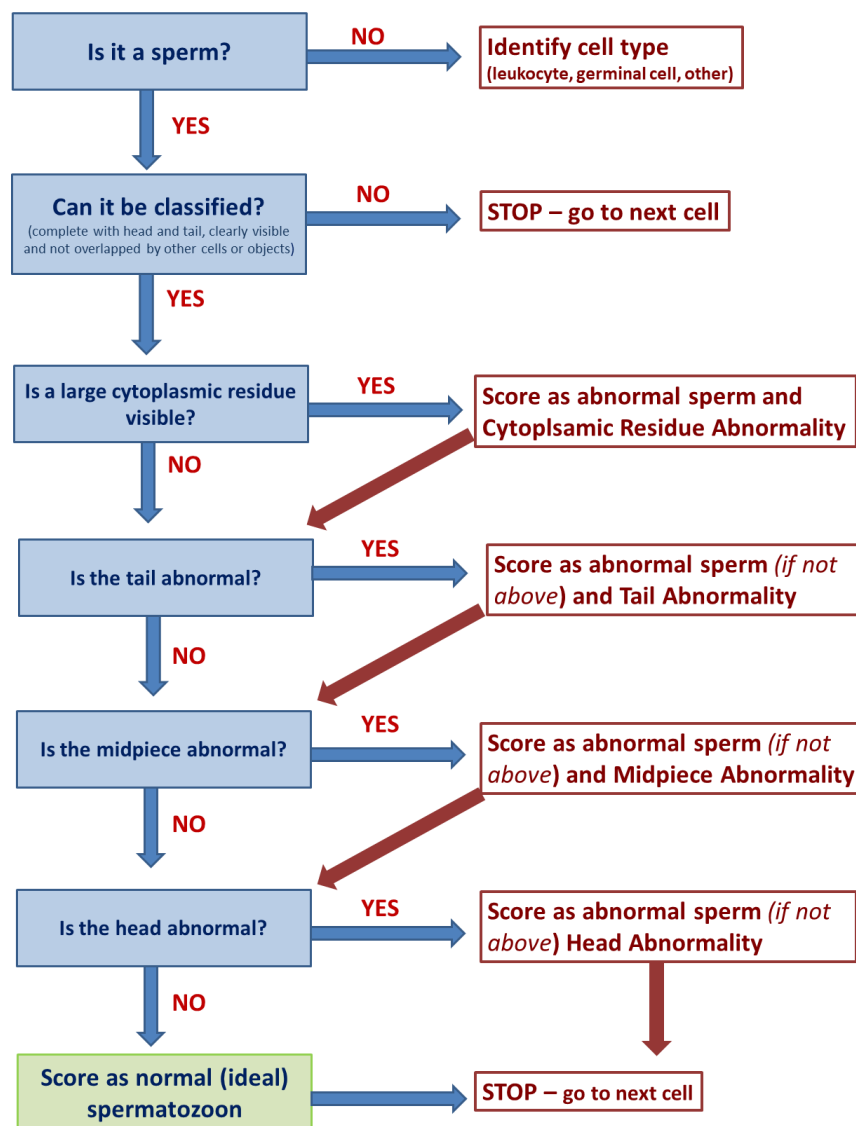 Is it a sperm?
NO
Identify cell type
(leukocyte, germinal cell, other)
YES
Can it be classified?
(complete with head and tail, clearly visible
and not overlapped by other cells or objects)
NO
STOP – go to next cell
YES
Is a large cytoplasmic residue
visible?
YES
Score as abnormal sperm and
Cytoplsamic Residue Abnormality
NO
Is the tail abnormal?
YES
Score as abnormal sperm (if not
above) and Tail Abnormality
NO
Is the midpiece abnormal?
YES
Score as abnormal sperm (if not
above) and Midpiece Abnormality
NO
Is the head abnormal?
YES
Score as abnormal sperm (if not
above) Head Abnormality
NO
Score as normal (ideal)
spermatozoon
STOP – go to next cell